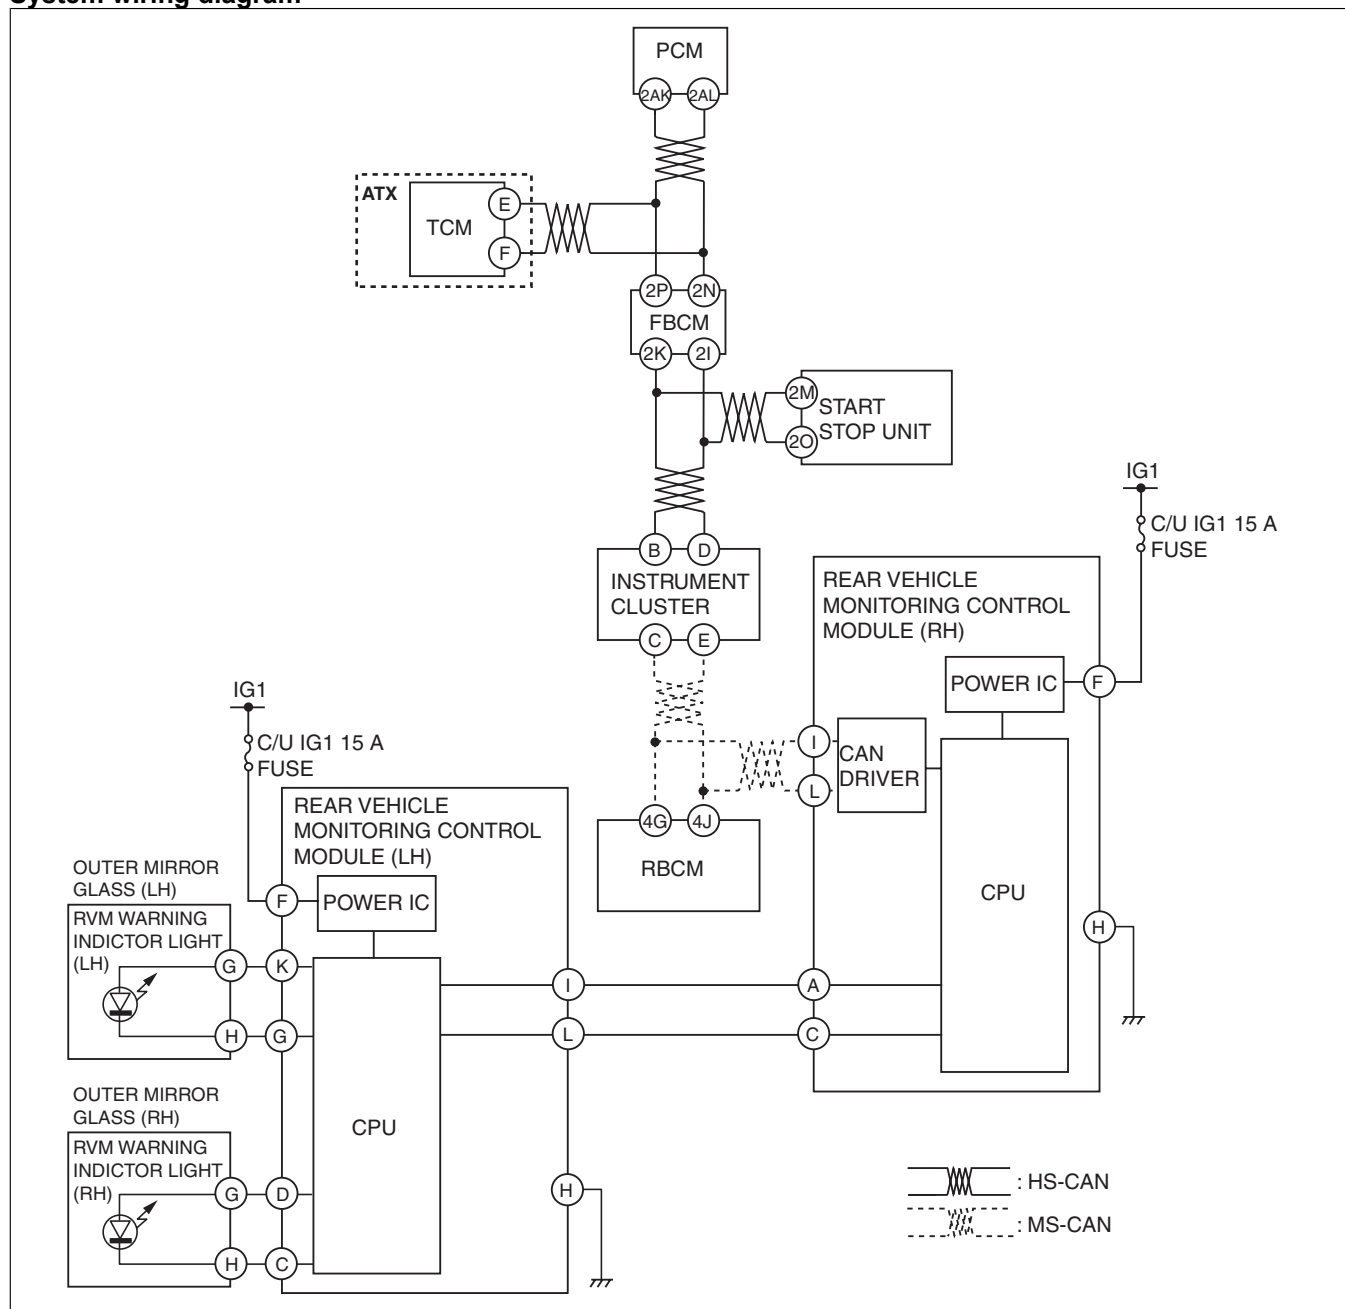 System wiring diagram
PCM
2AK
2AL
ATX
TCM
E
F
2P
2N
FBCM
2K
2I
2M
START
STOP UNIT
2O
IG1
C/U IG1 15 A
FUSE
B
D
INSTRUMENT
CLUSTER
C
E
REAR VEHICLE
MONITORING CONTROL
MODULE (RH)
POWER IC
F
I
CAN
DRIVER
L
CPU
H
A
C
4G
4J
RBCM
IG1
C/U IG1 15 A
FUSE
REAR VEHICLE
MONITORING CONTROL
MODULE (LH)
F
POWER IC
OUTER MIRROR
GLASS (LH)
RVM WARNING
INDICTOR LIGHT
(LH)
G
K
H
G
I
L
CPU
OUTER MIRROR
GLASS (RH)
RVM WARNING
INDICTOR LIGHT
(RH)
G
D
H
C
H
: HS-CAN
: MS-CAN